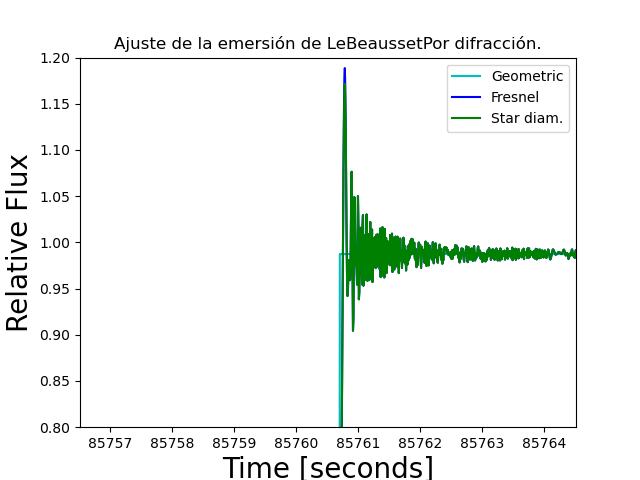 Ajuste de la emersión de LeBeaussetPor difracción.
Relative Flux
1.20
1.15
1.10
1.05
1.00
0.95
0.90
0.85
0.80
Geometric
Fresnel
Star diam.
85757 85758 85759 85760 85761 85762 85763 85764
Time [seconds]